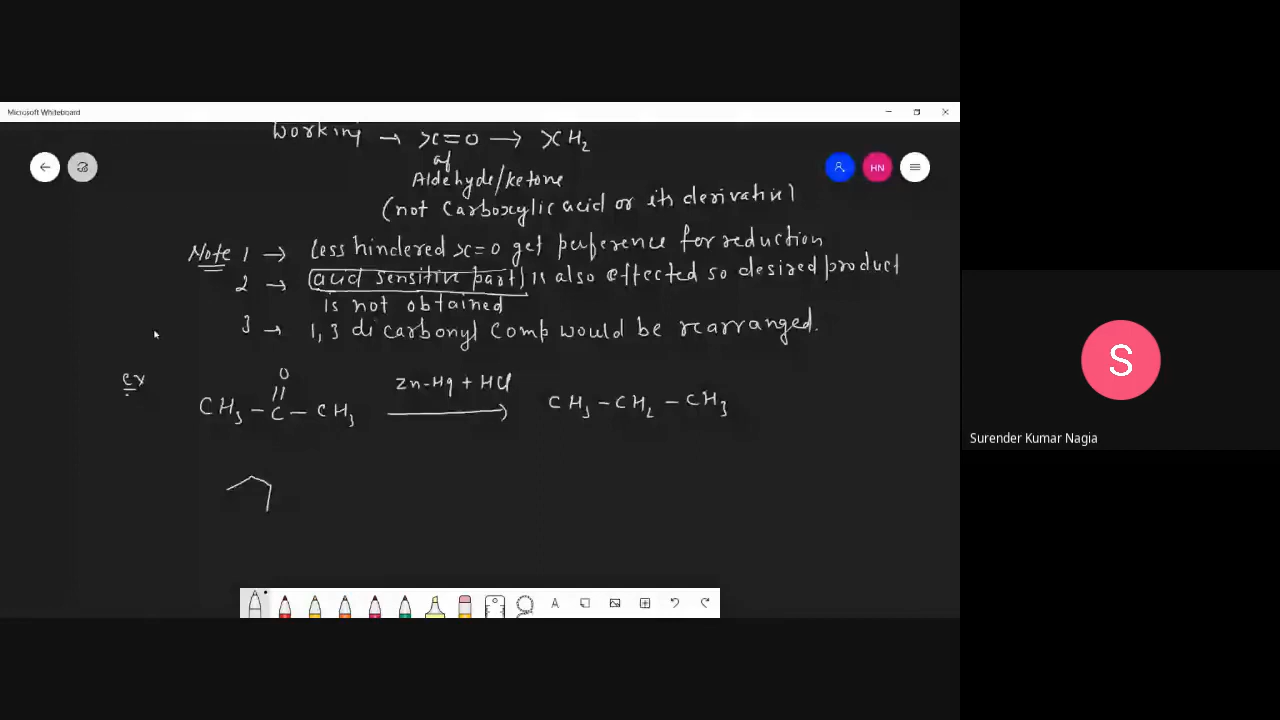 Microsoft Whiteboard
Working → >C=O → >CH₂
of
Aldehyde/ketone
(not Carboxylic acid or its derivative)
HN
Note 1 → less hindered >C=O get preference for reduction
2 → (acid sensitive part) is also effected so desired product
is not obtained
3 → 1,3 di carbonyl Comp would be rearranged.
S
Surender Kumar Nagia
ex
O
CH₃ - C - CH₃ Zn-Hg + HCl → CH₃ - CH₂ - CH₃
A